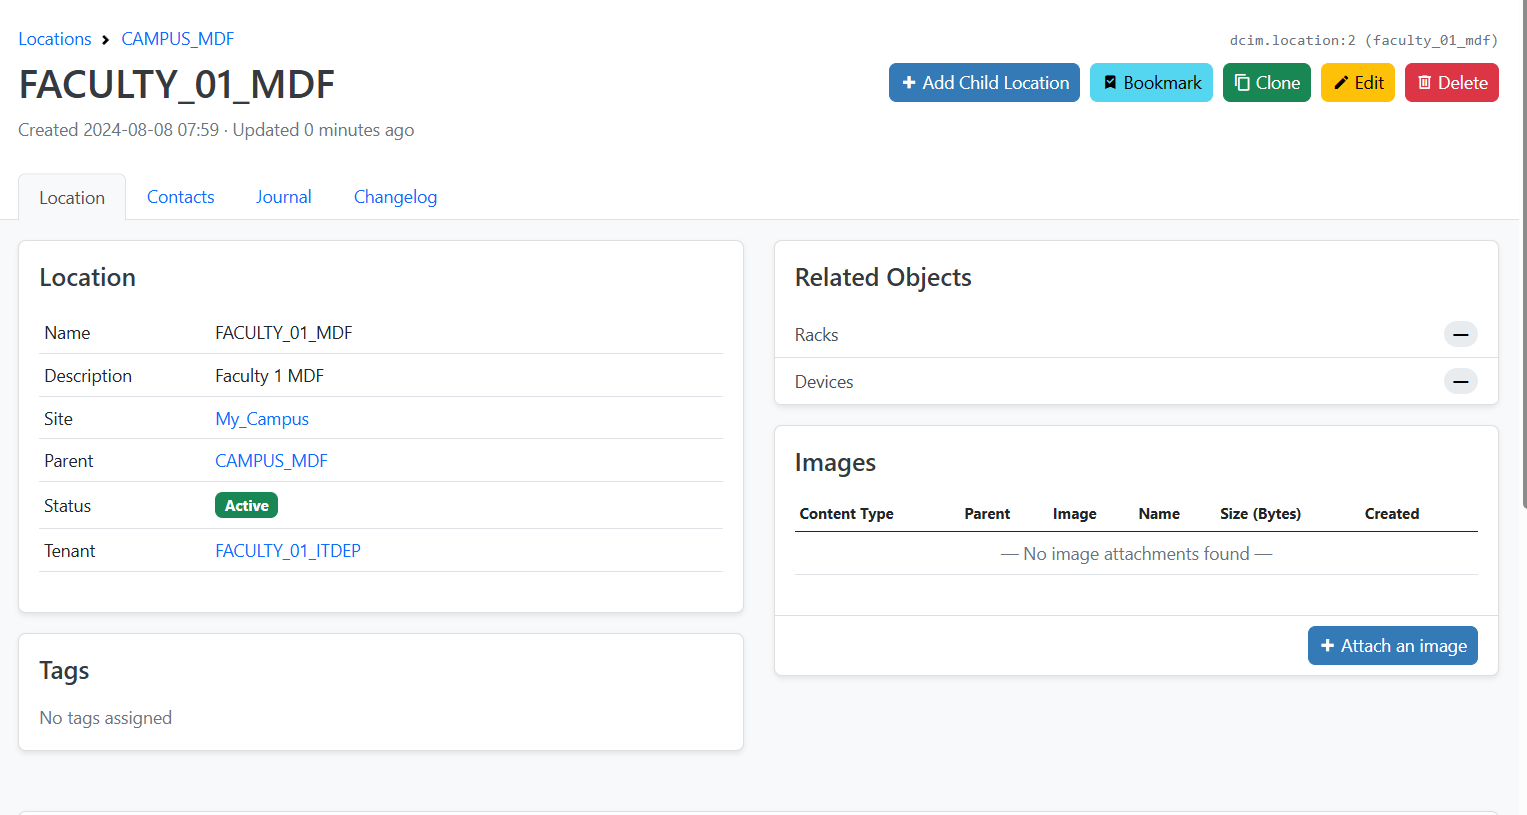 Locations > CAMPUS_MDF
dcim.location:2 (faculty_01_mdf)
FACULTY_01_MDF
Add Child Location
Bookmark
Clone
Edit
Delete
Created 2024-08-08 07:59 · Updated 0 minutes ago
Location
Contacts
Journal
Changelog
Location
Name FACULTY_01_MDF
Description Faculty 1 MDF
Site My_Campus
Parent CAMPUS_MDF
Status Active
Tenant FACULTY_01_ITDEP
Tags
No tags assigned
Related Objects
Racks —
Devices —
Images
Content Type Parent Image Name Size (Bytes) Created
— No image attachments found —
Attach an image